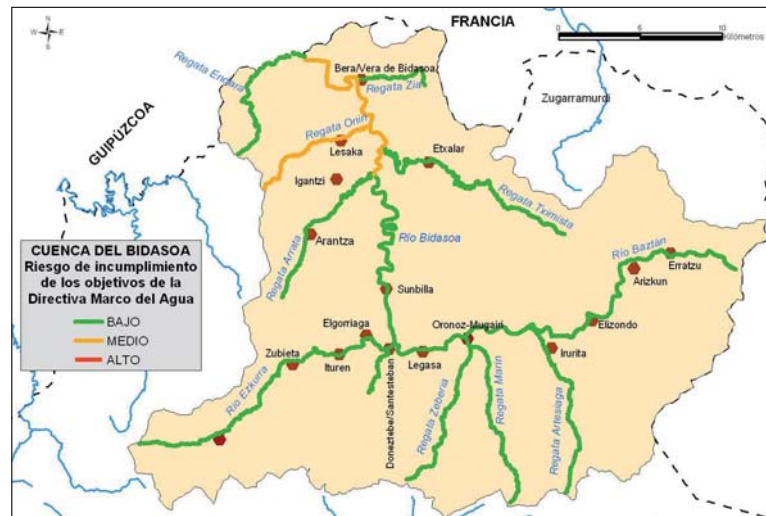 FRANCIA
0 5 10
Kilómetros
N
W E
S
Regata Endara
Bera/Vera de Bidasoa
Regata Zia
Zugarramurdi
GUIPÚZCOA
Regata Onin
Lesaka
Etxalar
Igantzi
Regata Tximista
Río Bidasoa
Río Baztán
Arantza
Regata Arrata
Erratzu
Arizkun
CUENCA DEL BIDASOA
Riesgo de incumplimiento
de los objetivos de la
Directiva Marco del Agua
BAJO
MEDIO
ALTO
Sunbilla
Elgorriaga
Oronoz-Mugairi
Elizondo
Zubieta
Ituren
Legasa
Irurita
Río Ezkurra
Doneztebe/Santesteban
Regata Zeberia
Regata Marin
Regata Artesiaga